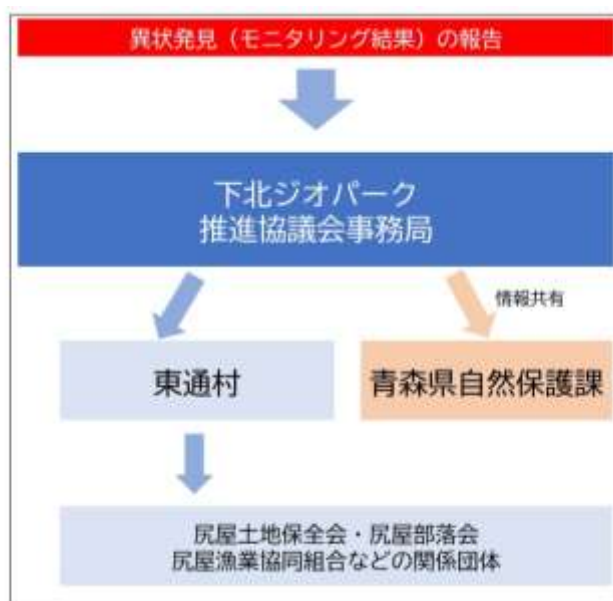 異状発見（モニタリング結果）の報告
下北ジオパーク
推進協議会事務局
情報共有
東通村
青森県自然保護課
尻屋土地保全会・尻屋部落会
尻屋漁業協同組合などの関係団体